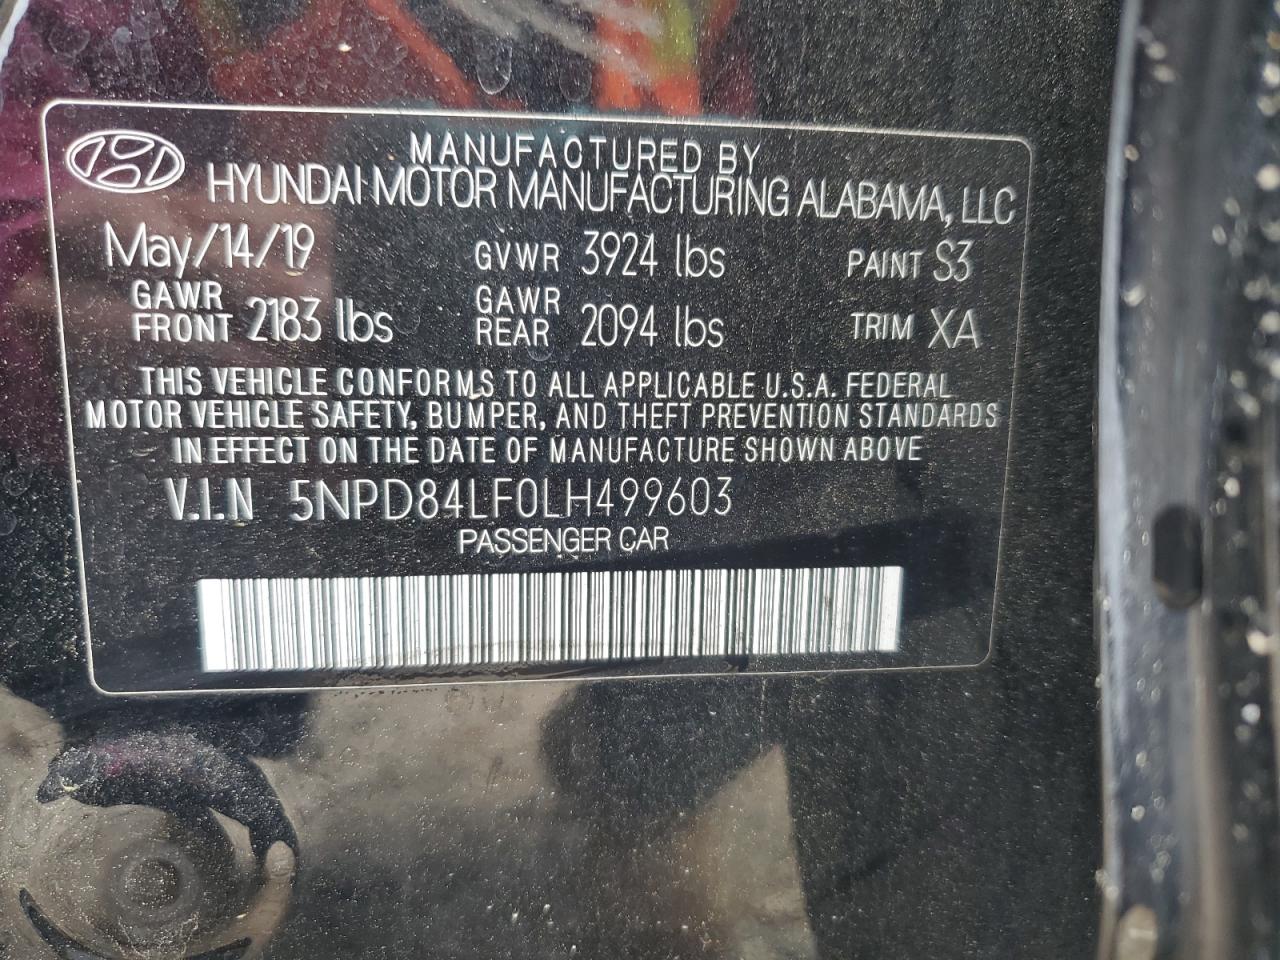 MANUFACTURED BY
HYUNDAI MOTOR MANUFACTURING ALABAMA, LLC
May/14/19 GVWR 3924 lbs PAINT S3
GAWR FRONT 2183 lbs GAWR REAR 2094 lbs TRIM XA
THIS VEHICLE CONFORMS TO ALL APPLICABLE U.S.A. FEDERAL
MOTOR VEHICLE SAFETY, BUMPER, AND THEFT PREVENTION STANDARDS
IN EFFECT ON THE DATE OF MANUFACTURE SHOWN ABOVE
V.I.N 5NPD84LF0LH499603
PASSENGER CAR